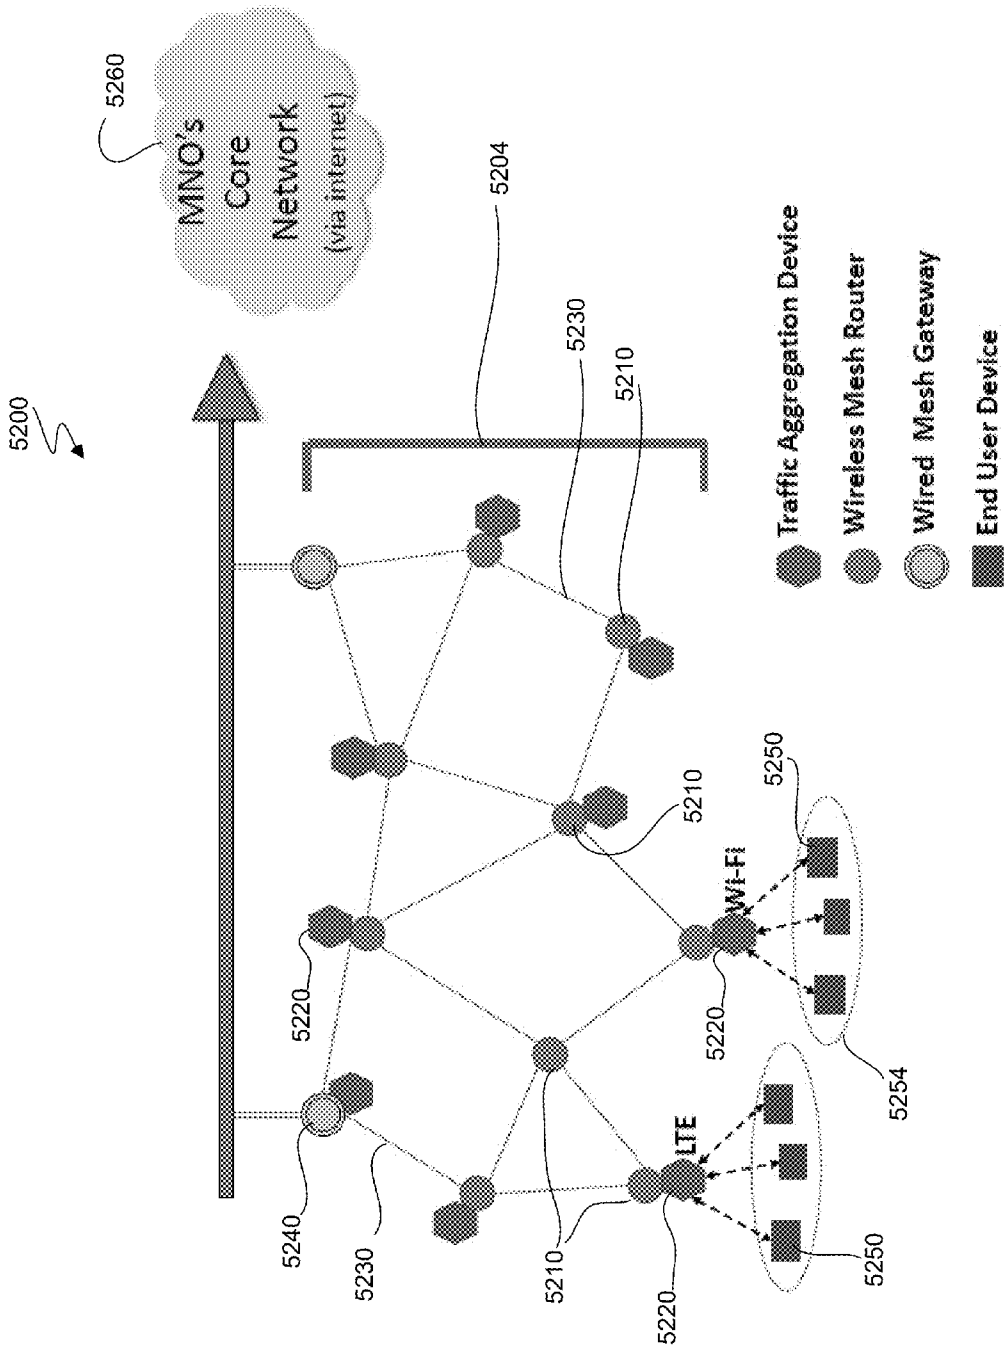 5200
5260
MNO's
Core
Network
(via internet)
5204
5230
5210
5240
5230
5220
5210
5210
5220
LTE
5250
5220
Wi-Fi
5250
5254
Traffic Aggregation Device
Wireless Mesh Router
Wired Mesh Gateway
End User Device